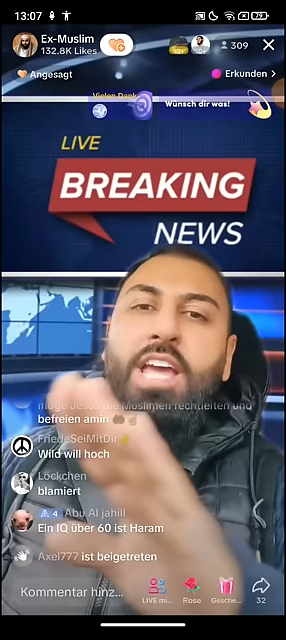 13:07
79
Ex-Muslim
132.8K Likes
309
Angesagt
Erkunden
Vielen Dank
Wünsch dir was!
LIVE
BREAKING
NEWS
möge Jesus die Muslimen rechtleiten und
befreien amin
FriedeSeiMitDir
Wild will hoch
Löckchen
blamiert
4 Abu Al jahill
Ein IQ über 60 ist Haram
Axel777 ist beigetreten
Kommentar hinz...
LIVE mi...
Rose
Gesche...
32